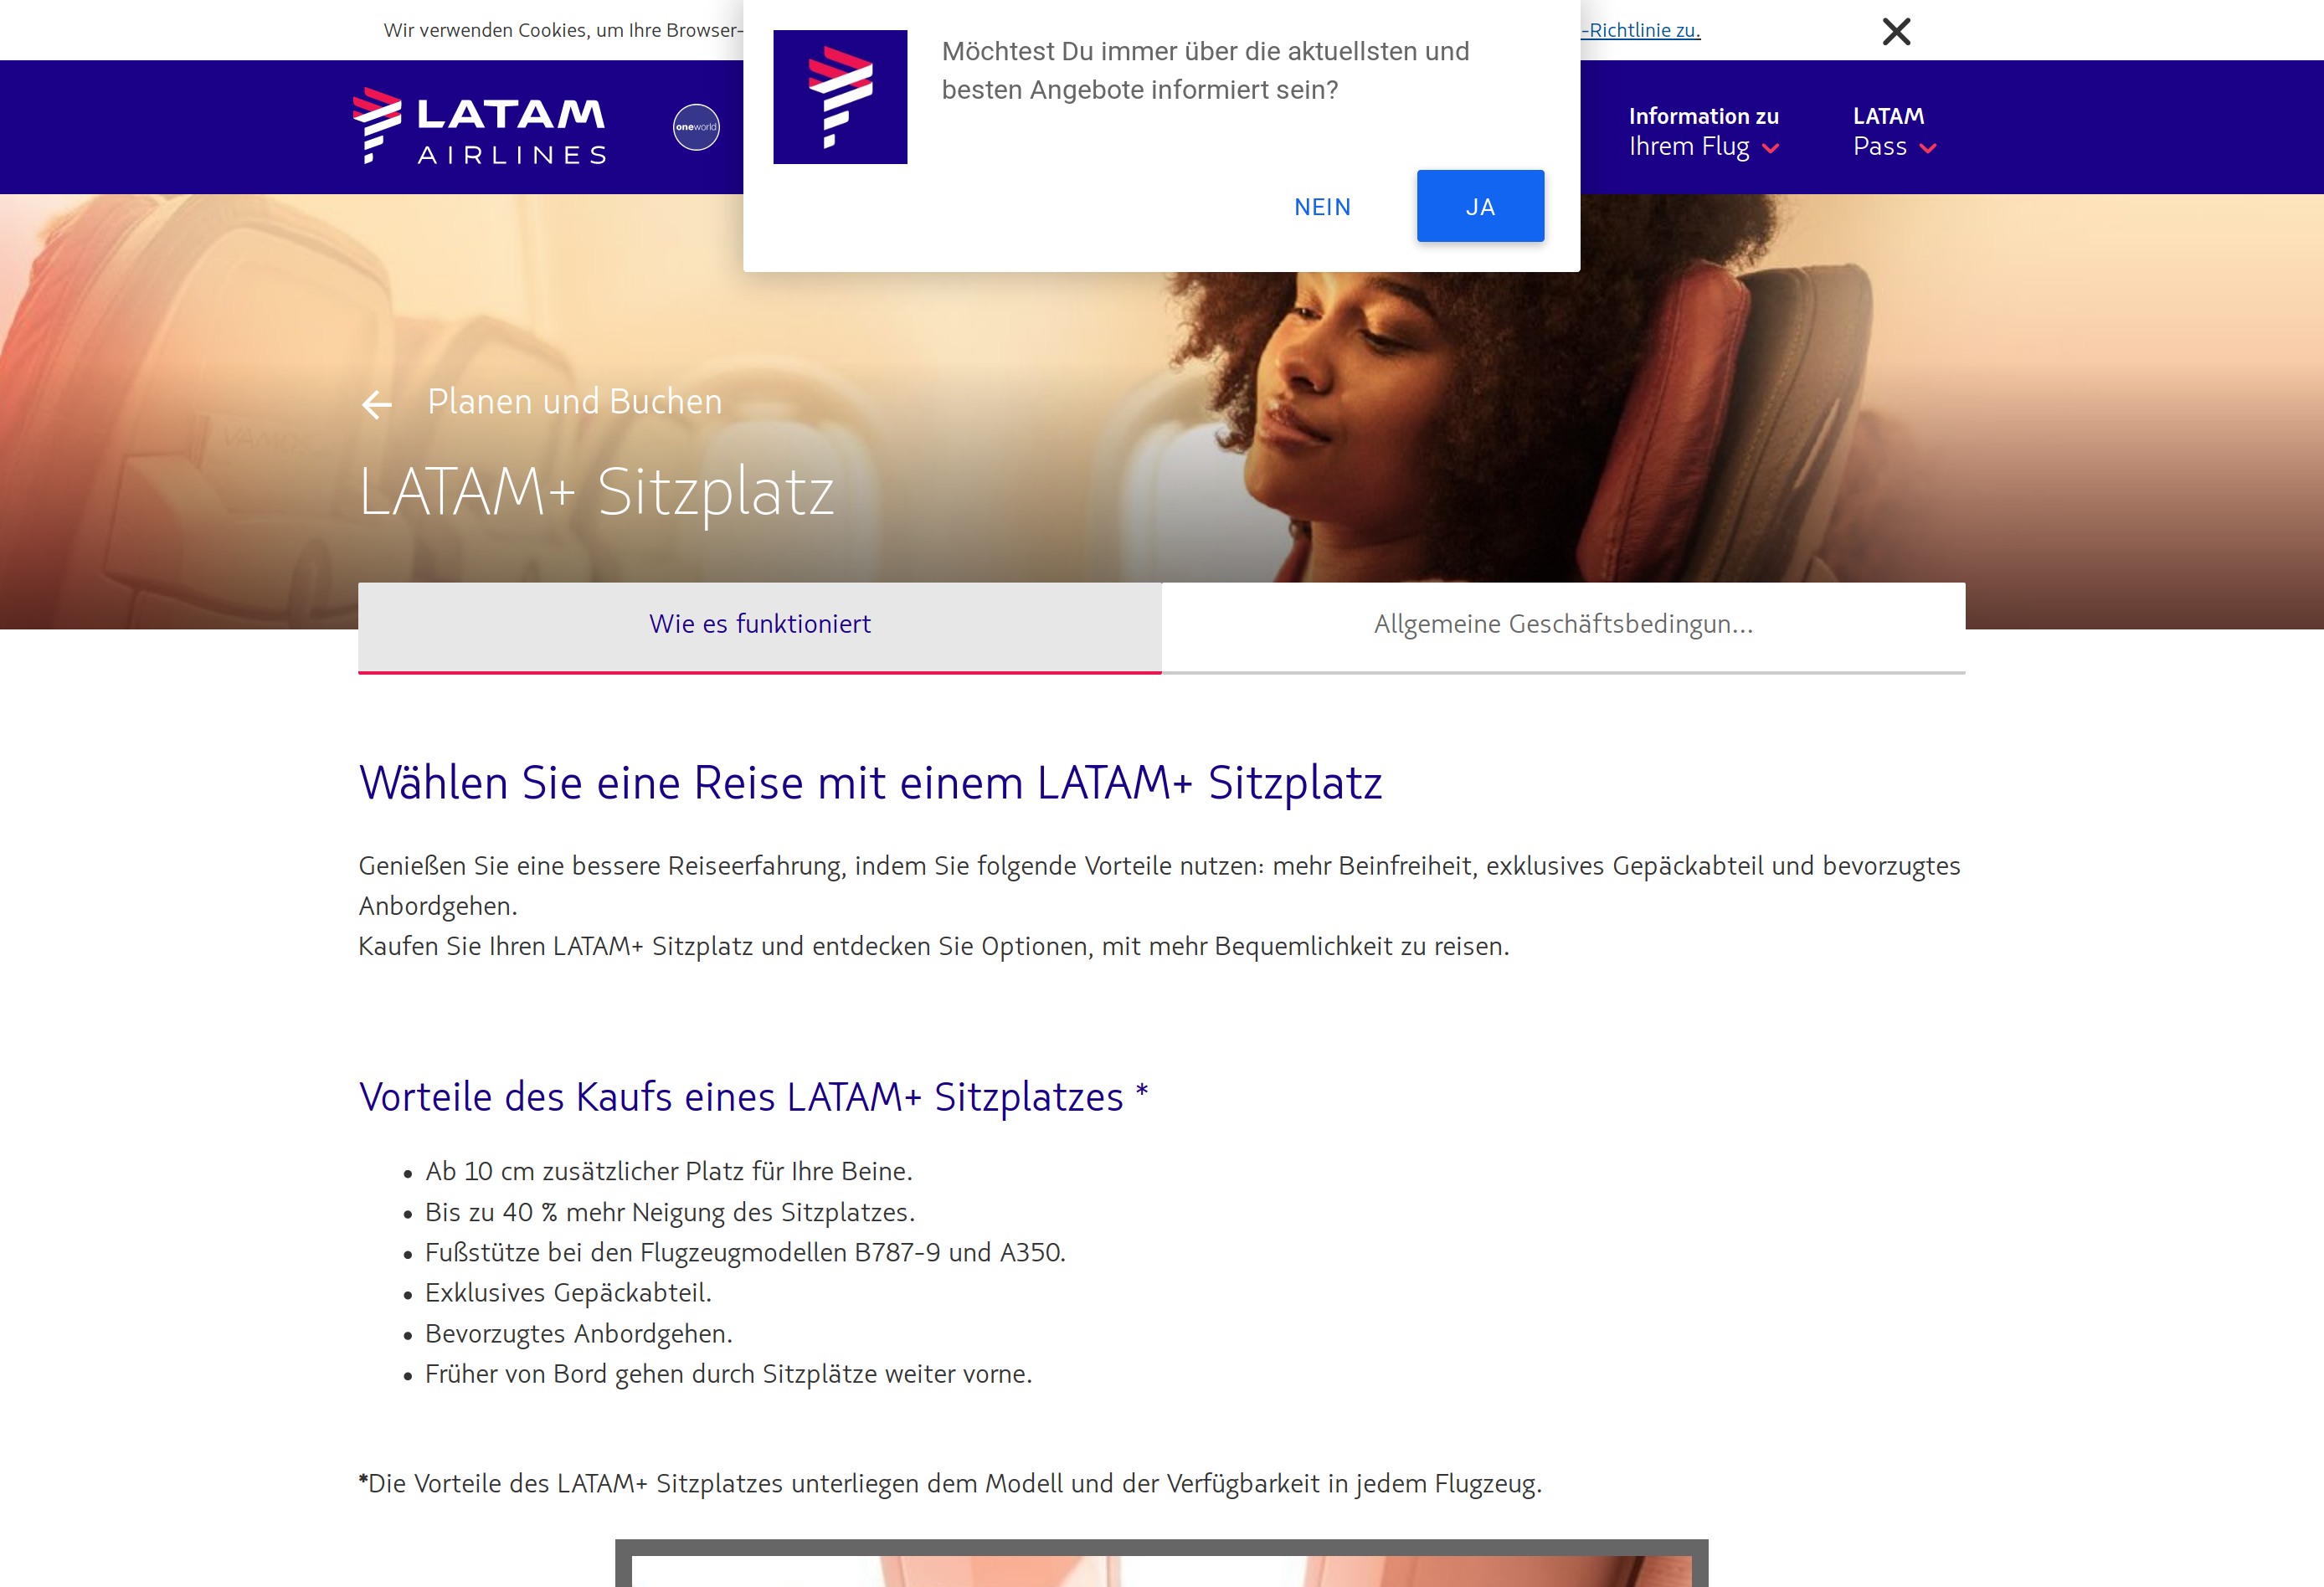 Wir verwenden Cookies, um Ihre Browser-
-Richtlinie zu.
Möchtest Du immer über die aktuellsten und
besten Angebote informiert sein?
NEIN
JA
LATAM
AIRLINES
oneworld
Information zu
Ihrem Flug
LATAM
Pass
VAMOS
Planen und Buchen
LATAM+ Sitzplatz
Wie es funktioniert
Allgemeine Geschäftsbedingun...
Wählen Sie eine Reise mit einem LATAM+ Sitzplatz
Genießen Sie eine bessere Reiseerfahrung, indem Sie folgende Vorteile nutzen: mehr Beinfreiheit, exklusives Gepäckabteil und bevorzugtes
Anbordgehen.
Kaufen Sie Ihren LATAM+ Sitzplatz und entdecken Sie Optionen, mit mehr Bequemlichkeit zu reisen.
Vorteile des Kaufs eines LATAM+ Sitzplatzes *
• Ab 10 cm zusätzlicher Platz für Ihre Beine.
• Bis zu 40 % mehr Neigung des Sitzplatzes.
• Fußstütze bei den Flugzeugmodellen B787-9 und A350.
• Exklusives Gepäckabteil.
• Bevorzugtes Anbordgehen.
• Früher von Bord gehen durch Sitzplätze weiter vorne.
*Die Vorteile des LATAM+ Sitzplatzes unterliegen dem Modell und der Verfügbarkeit in jedem Flugzeug.